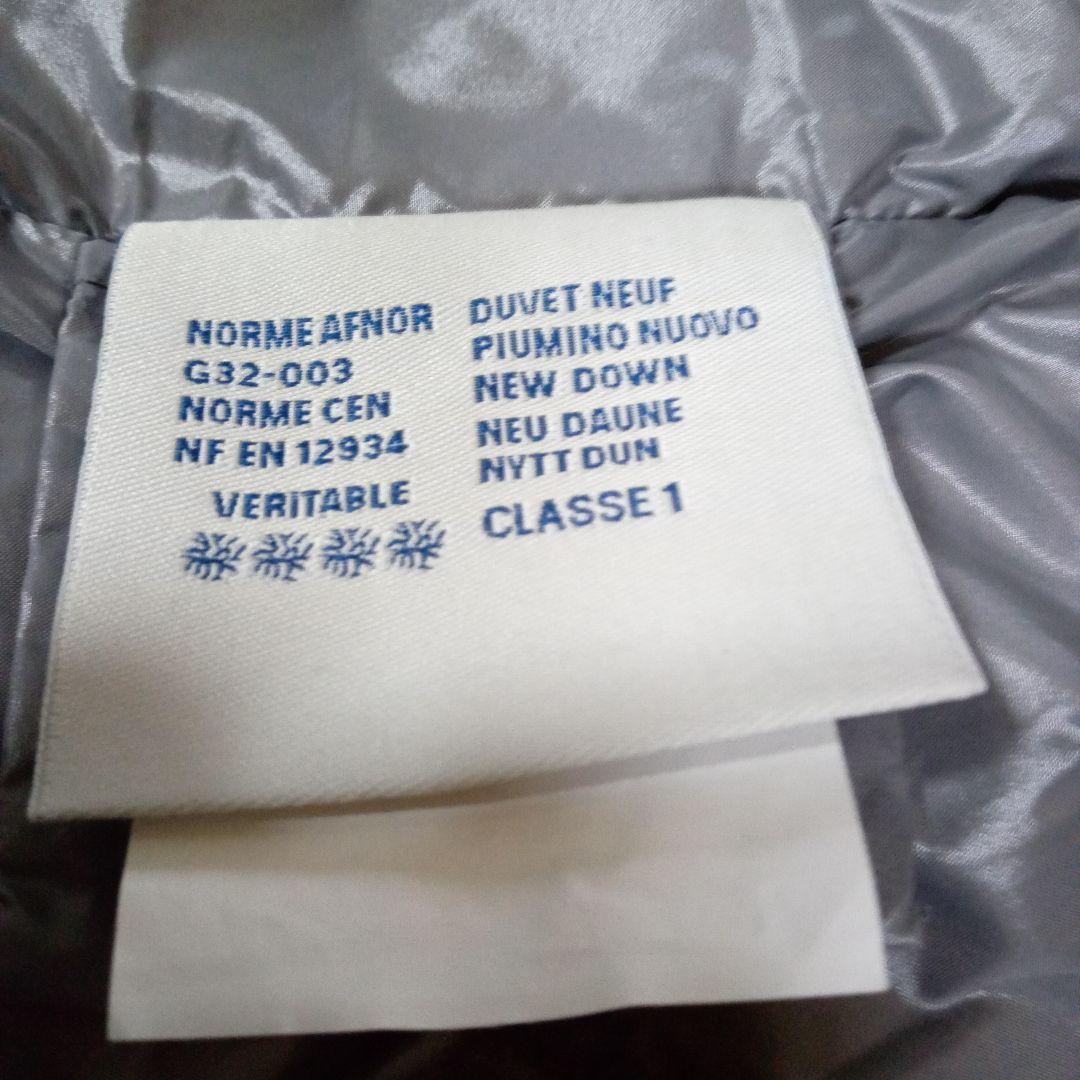 NORME AFNOR
G32-003
NORME CEN
NF EN 12934
VERITABLE
DUVET NEUF
PIUMINO NUOVO
NEW DOWN
NEU DAUNE
NYTT DUN
CLASSE 1